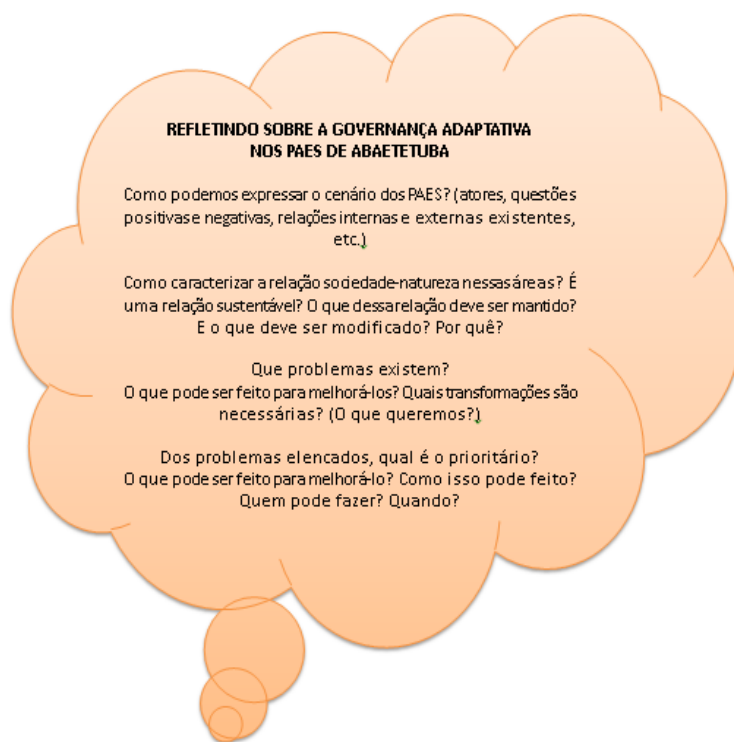 REFLETINDO SOBRE A GOVERNANÇA ADAPTATIVA
NOS PAES DE ABAETETUBA
Como podemos expressar o cenário dos PAES? (atores, questões
positivas e negativas, relações internas e externas existentes,
etc.)
Como caracterizar a relação sociedade-natureza nessas áreas? É
uma relação sustentável? O que dessa relação deve ser mantido?
E o que deve ser modificado? Por quê?
Que problemas existem?
O que pode ser feito para melhorá-los? Quais transformações são
necessárias? (O que queremos?)
Dos problemas elencados, qual é o prioritário?
O que pode ser feito para melhorá-lo? Como isso pode feito?
Quem pode fazer? Quando?